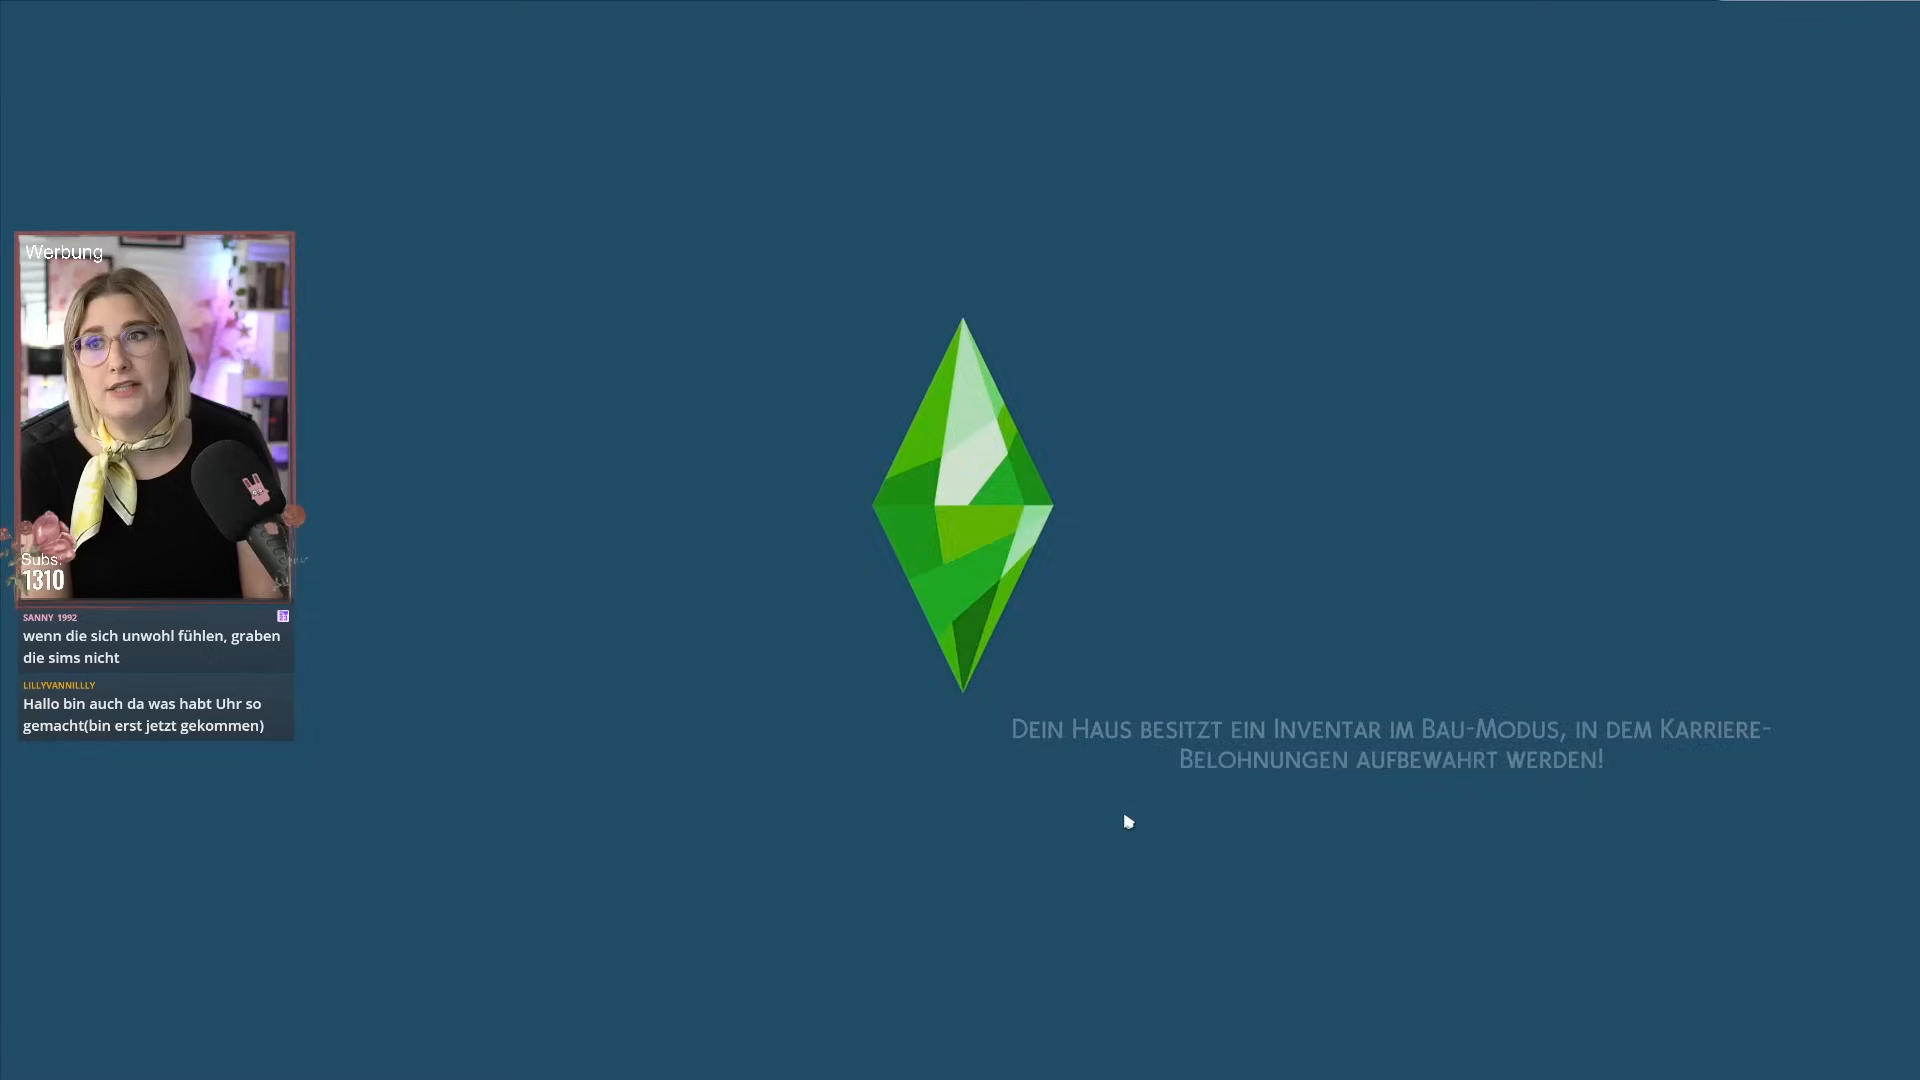 Werbung
Subs:
1310
SANNY 1992
wenn die sich unwohl fühlen, graben
die sims nicht
LILLYVANNILLLY
Hallo bin auch da was habt Uhr so
gemacht(bin erst jetzt gekommen)
DEIN HAUS BESITZT EIN INVENTAR IM BAU-MODUS, IN DEM KARRIERE-
BELOHNUNGEN AUFBEWAHRT WERDEN!